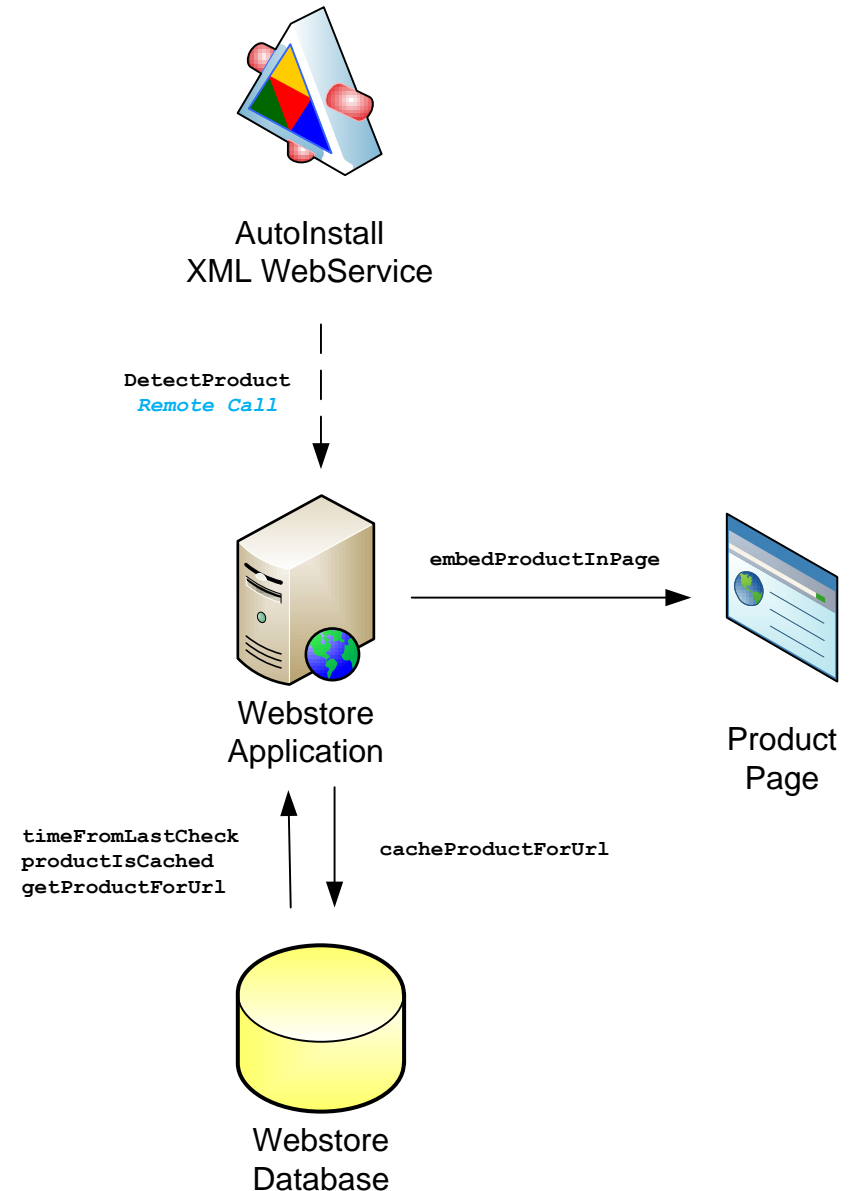 AutoInstall
XML WebService
DetectProduct
Remote Call
embedProductInPage
Webstore
Application
Product
Page
timeFromLastCheck
productIsCached
getProductForUrl
cacheProductForUrl
Webstore
Database